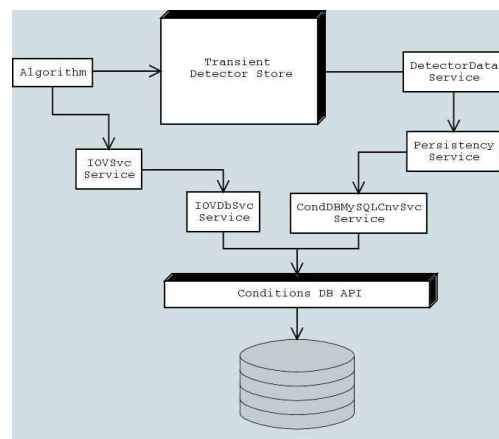 Transient
Detector Store
Algorithm
DetectorData
Service
Persistency
Service
IOVSvc
Service
IOVDbSvc
Service
CondDBMySQLCnvSvc
Service
Conditions DB API